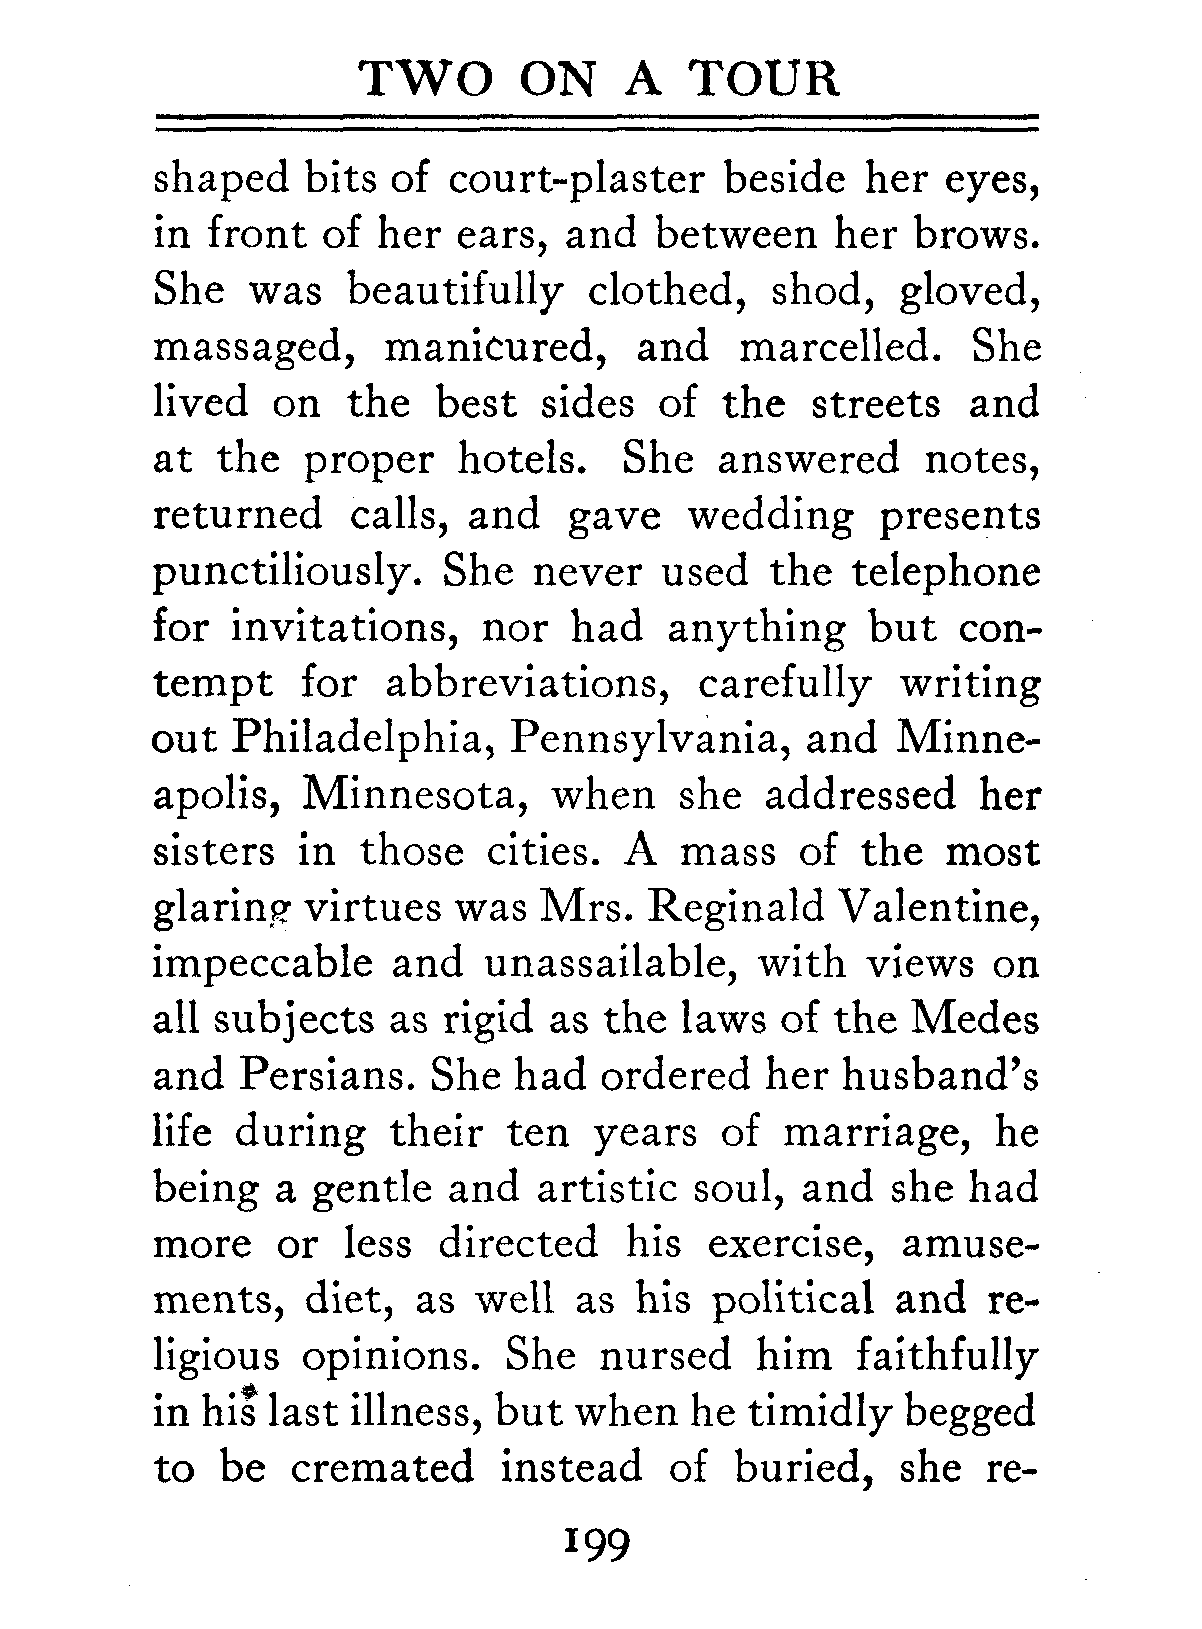 TWO ON A TOUR
shaped bits of court-plaster beside her eyes,
in front of her ears, and between her brows.
She was beautifully clothed, shod, gloved,
massaged, manicured, and marcelled. She
lived on the best sides of the streets and
at the proper hotels. She answered notes,
returned calls, and gave wedding presents
punctiliously. She never used the telephone
for invitations, nor had anything but con-
tempt for abbreviations, carefully writing
out Philadelphia, Pennsylvania, and Minne-
apolis, Minnesota, when she addressed her
sisters in those cities. A mass of the most
glaring virtues was Mrs. Reginald Valentine,
impeccable and unassailable, with views on
all subjects as rigid as the laws of the Medes
and Persians. She had ordered her husband's
life during their ten years of marriage, he
being a gentle and artistic soul, and she had
more or less directed his exercise, amuse-
ments, diet, as well as his political and re-
ligious opinions. She nursed him faithfully
in his last illness, but when he timidly begged
to be cremated instead of buried, she re-
199